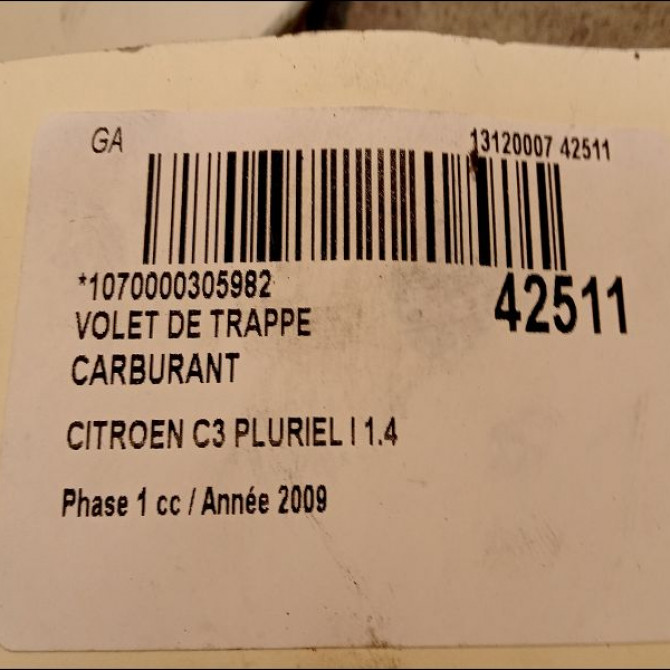 GA
13120007 42511
*1070000305982
42511
VOLET DE TRAPPE
CARBURANT
CITROEN C3 PLURIEL I 1.4
Phase 1 cc / Année 2009